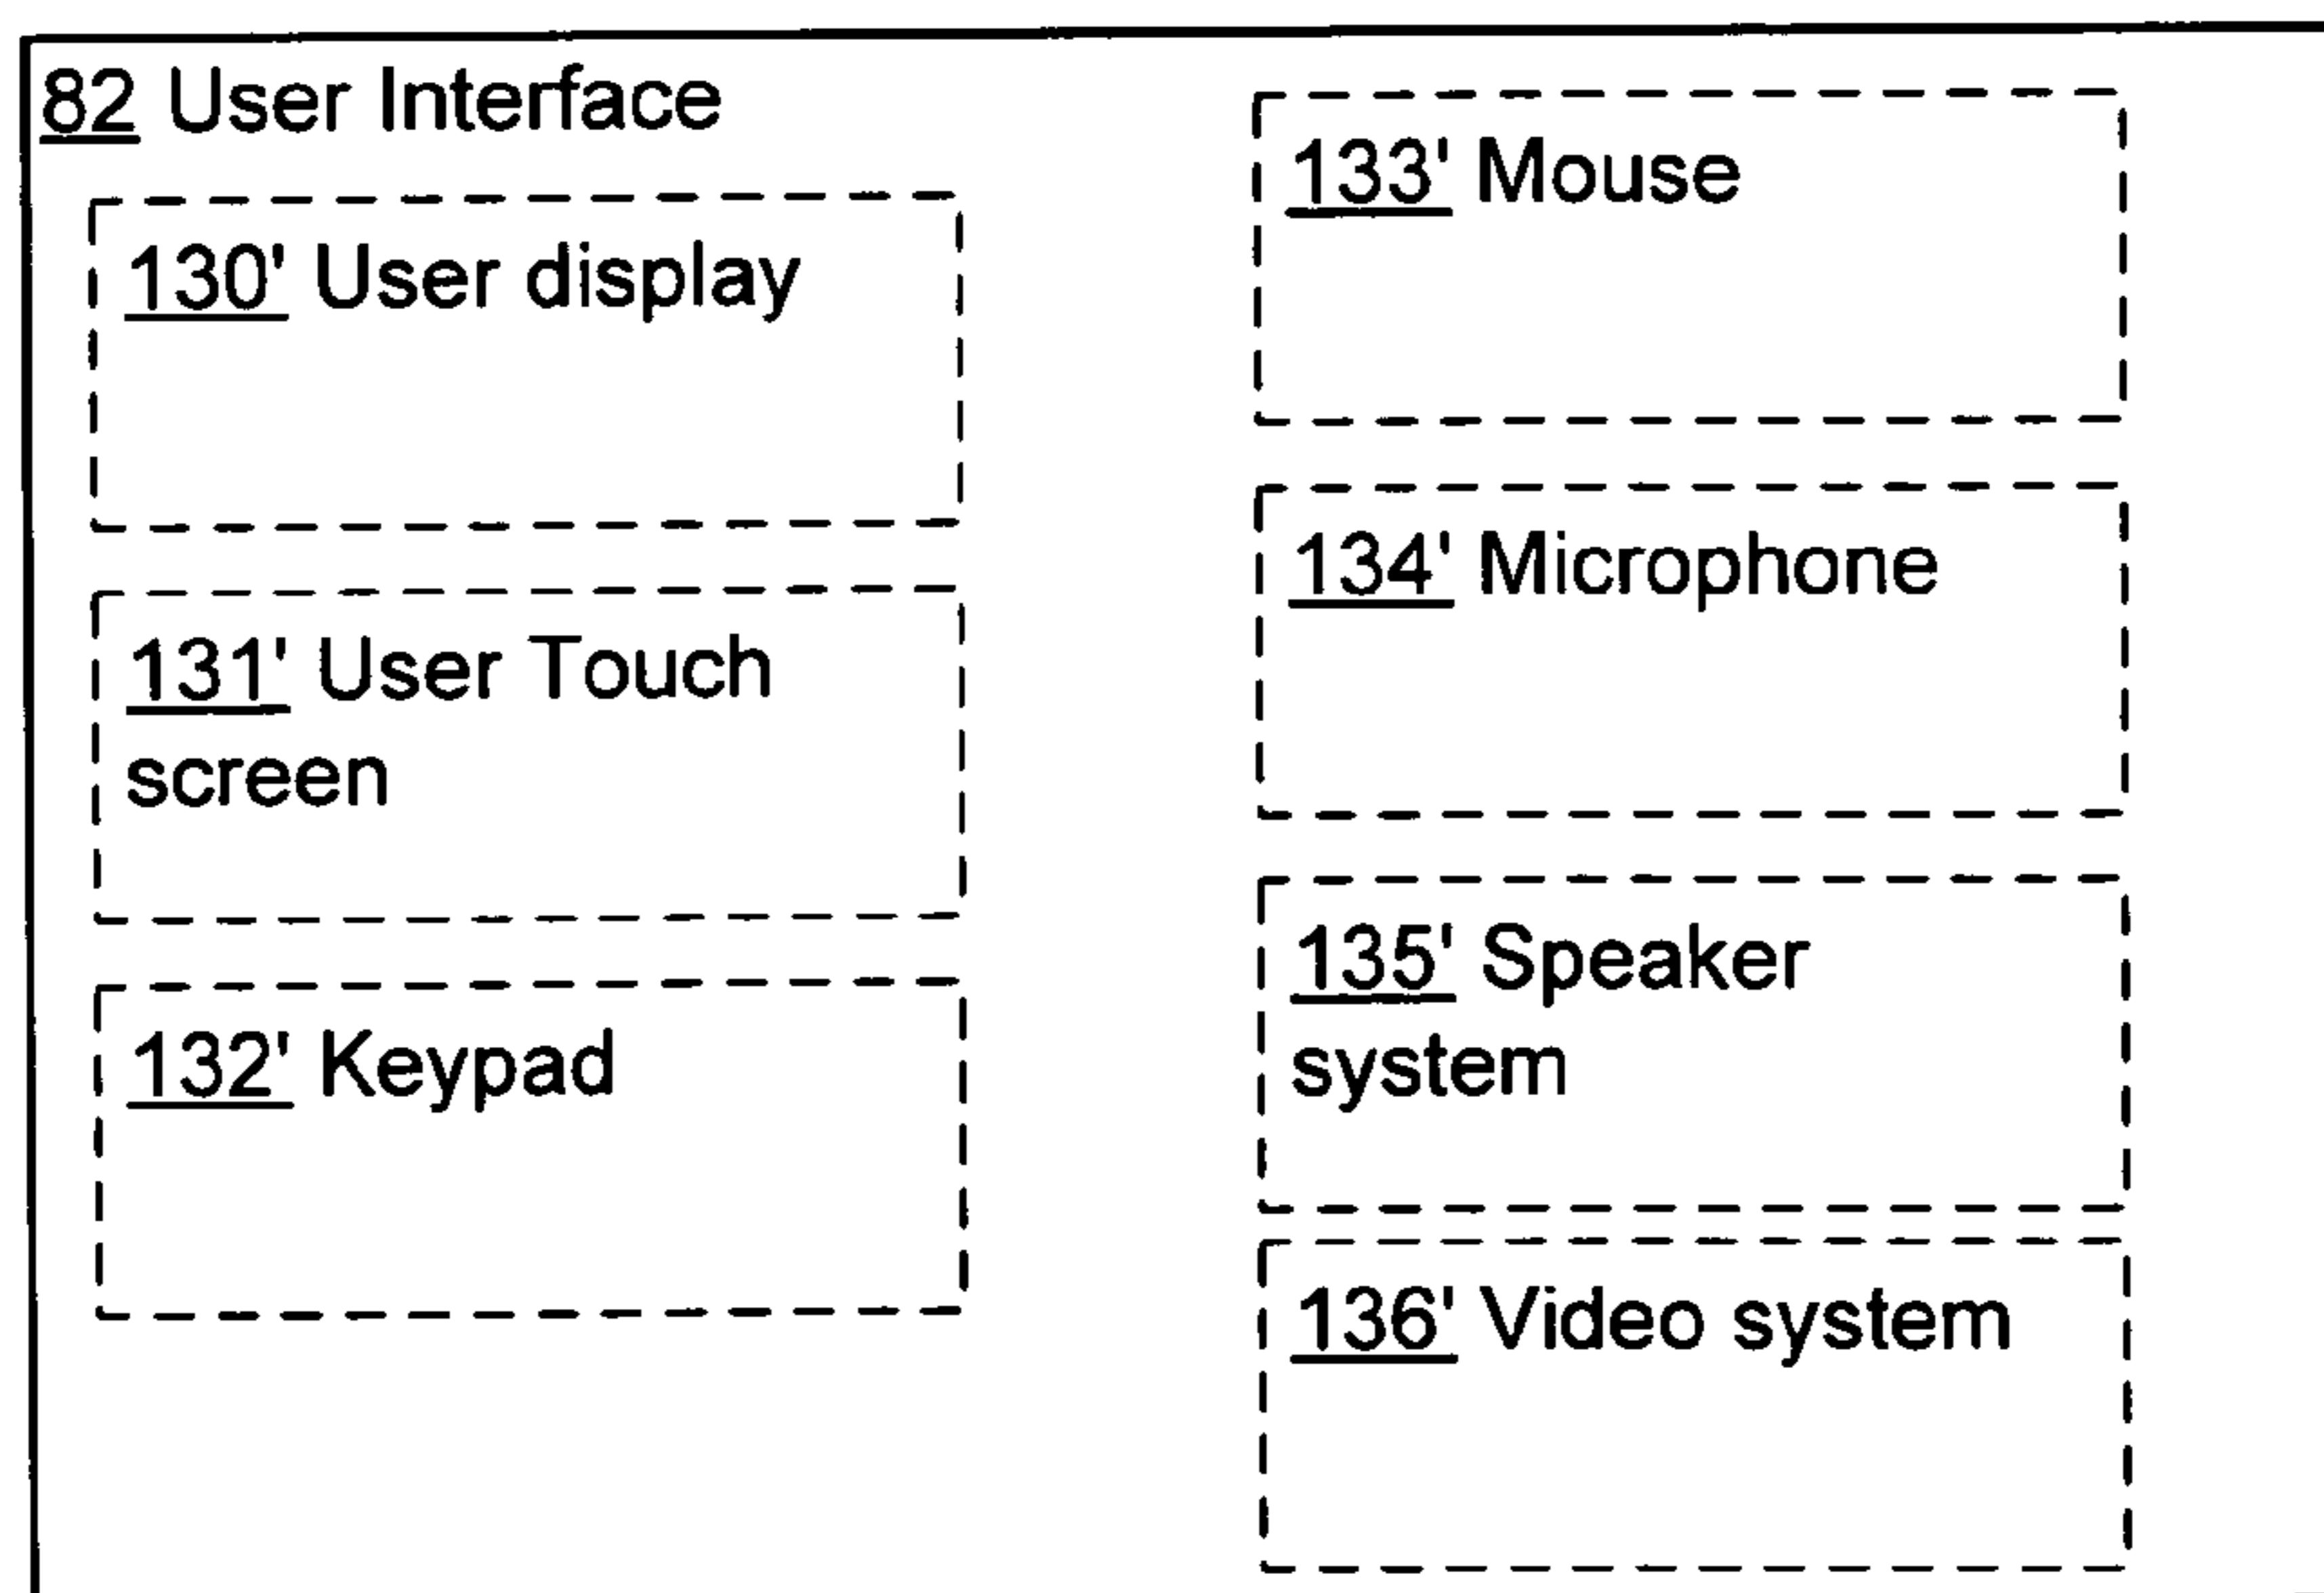 82 User Interface
130' User display
131' User Touch
screen
132' Keypad
133' Mouse
134' Microphone
135' Speaker
system
136' Video system